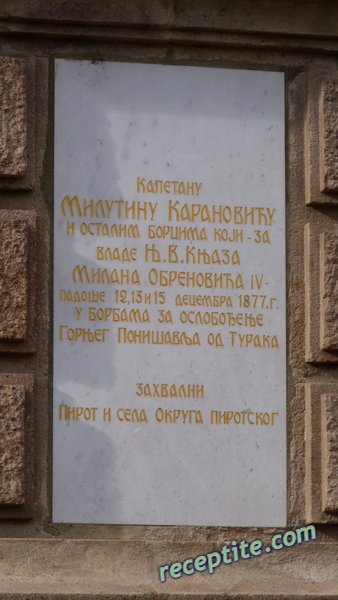 Капетану
Милутину Карановићу
и осталим борцима који - за
владе Њ.В.Књаза
Милана Обреновића IV-
падоше 12,13 и 15 децембра 1877.г.
у борбама за ослобођење
Горњег Понишавља од Турака
захвални
Пирот и села Округа пиротског
receptite.com